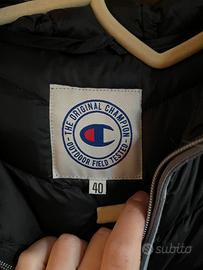 THE ORIGINAL CHAMPION
OUTDOOR FIELD TESTED
40
subito